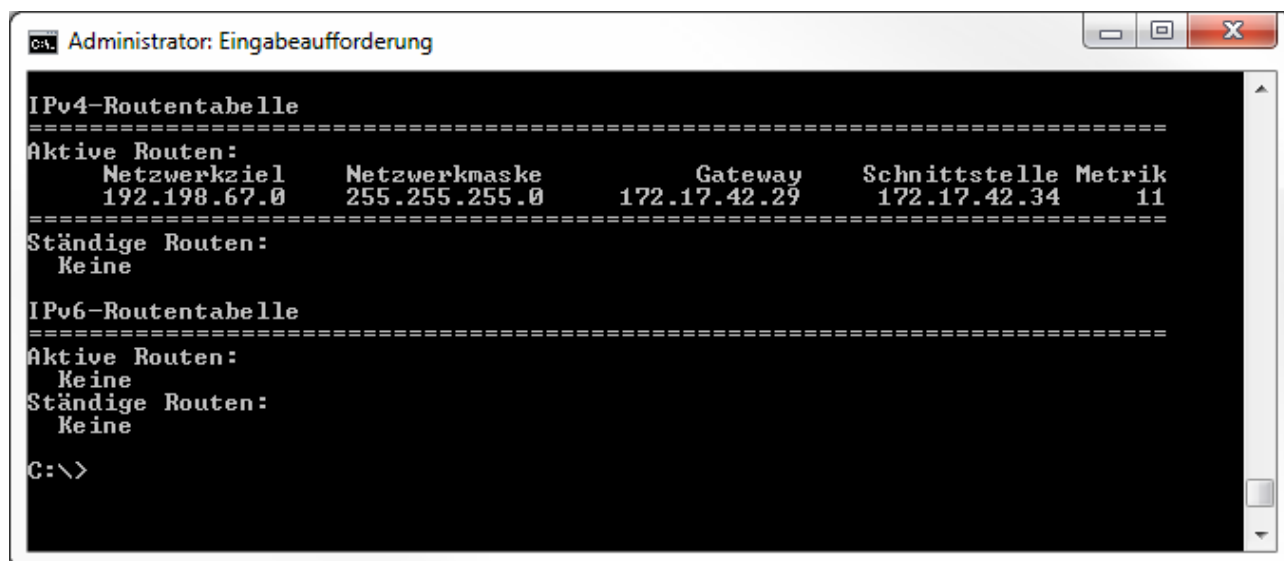 Administrator: Eingabeaufforderung
IPv4-Routentabelle
===========================================================================
Aktive Routen:
     Netzwerkziel    Netzwerkmaske          Gateway    Schnittstelle Metrik
     192.198.67.0    255.255.255.0     172.17.42.29     172.17.42.34     11
===========================================================================
Ständige Routen:
  Keine
IPv6-Routentabelle
===========================================================================
Aktive Routen:
  Keine
Ständige Routen:
  Keine
C:\>